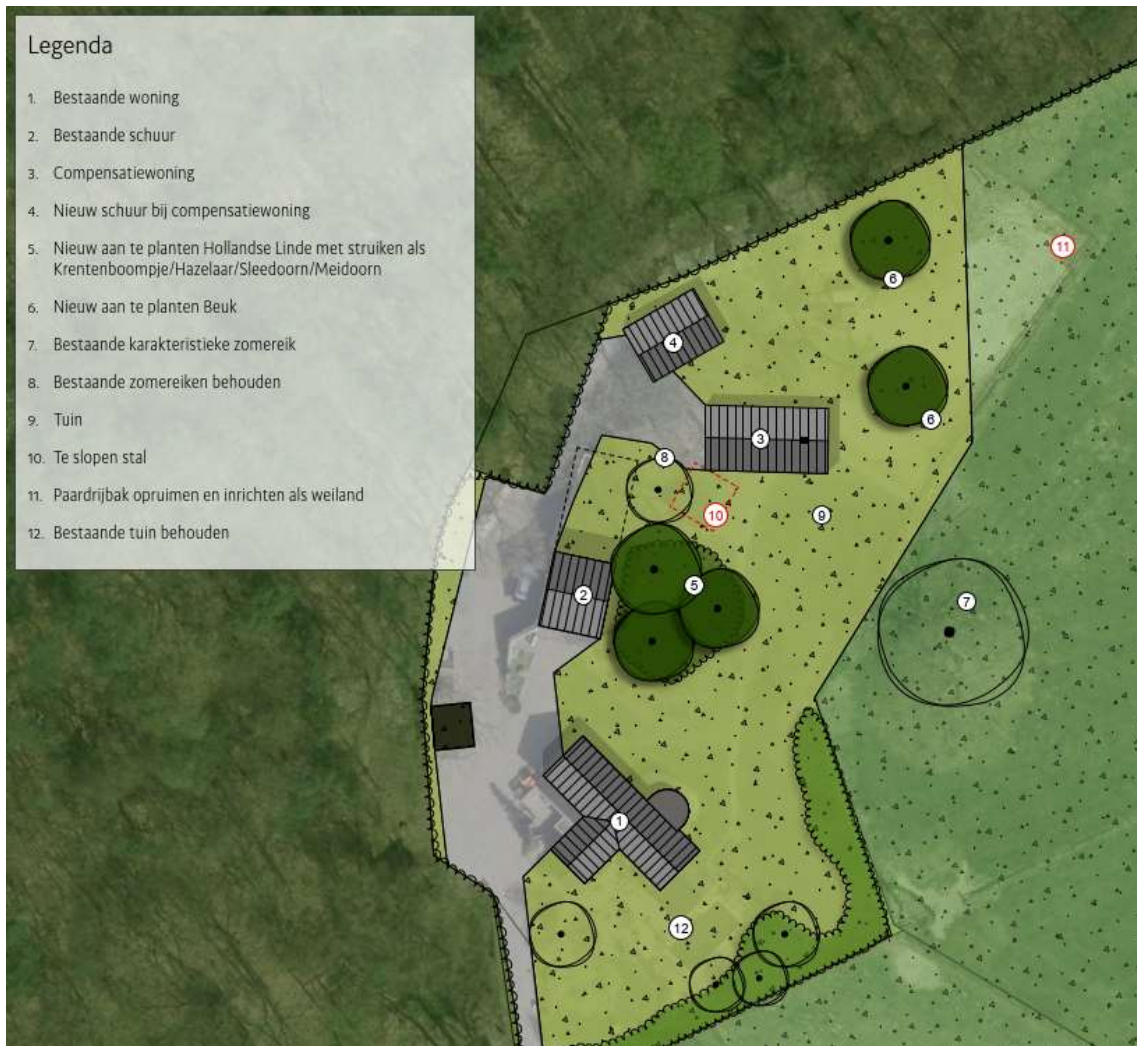 Legenda
1. Bestaande woning
2. Bestaande schuur
3. Compensatiewoning
4. Nieuw schuur bij compensatiewoning
5. Nieuw aan te planten Hollandse Linde met struiken als
Krentenboompje/Hazelaar/Sleedoorn/Meidoorn
6. Nieuw aan te planten Beuk
7. Bestaande karakteristieke zomereik
8. Bestaande zomereiken behouden
9. Tuin
10. Te slopen stal
11. Paardrijbak opruimen en inrichten als weiland
12. Bestaande tuin behouden
11
6
4
6
3
8
10
9
5
2
7
1
12